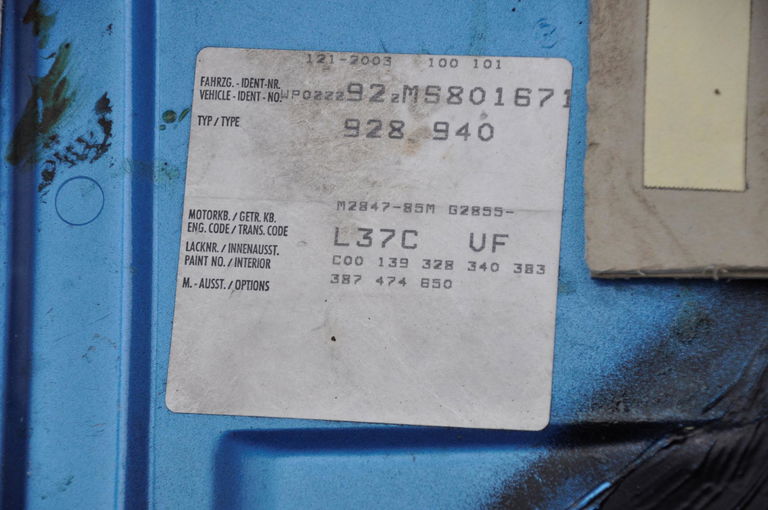 121-2003 100 101
FAHRZG. - IDENT-NR.
VEHICLE - IDENT - NO. WP0ZZZ92ZMS801671
TYP / TYPE 928 940
M2847-85M G2855-
MOTORKB. / GETR. KB.
ENG. CODE / TRANS. CODE L37C UF
LACKNR. / INNENAUSST.
PAINT NO. / INTERIOR C00 139 328 340 383
M. - AUSST. / OPTIONS 387 474 650